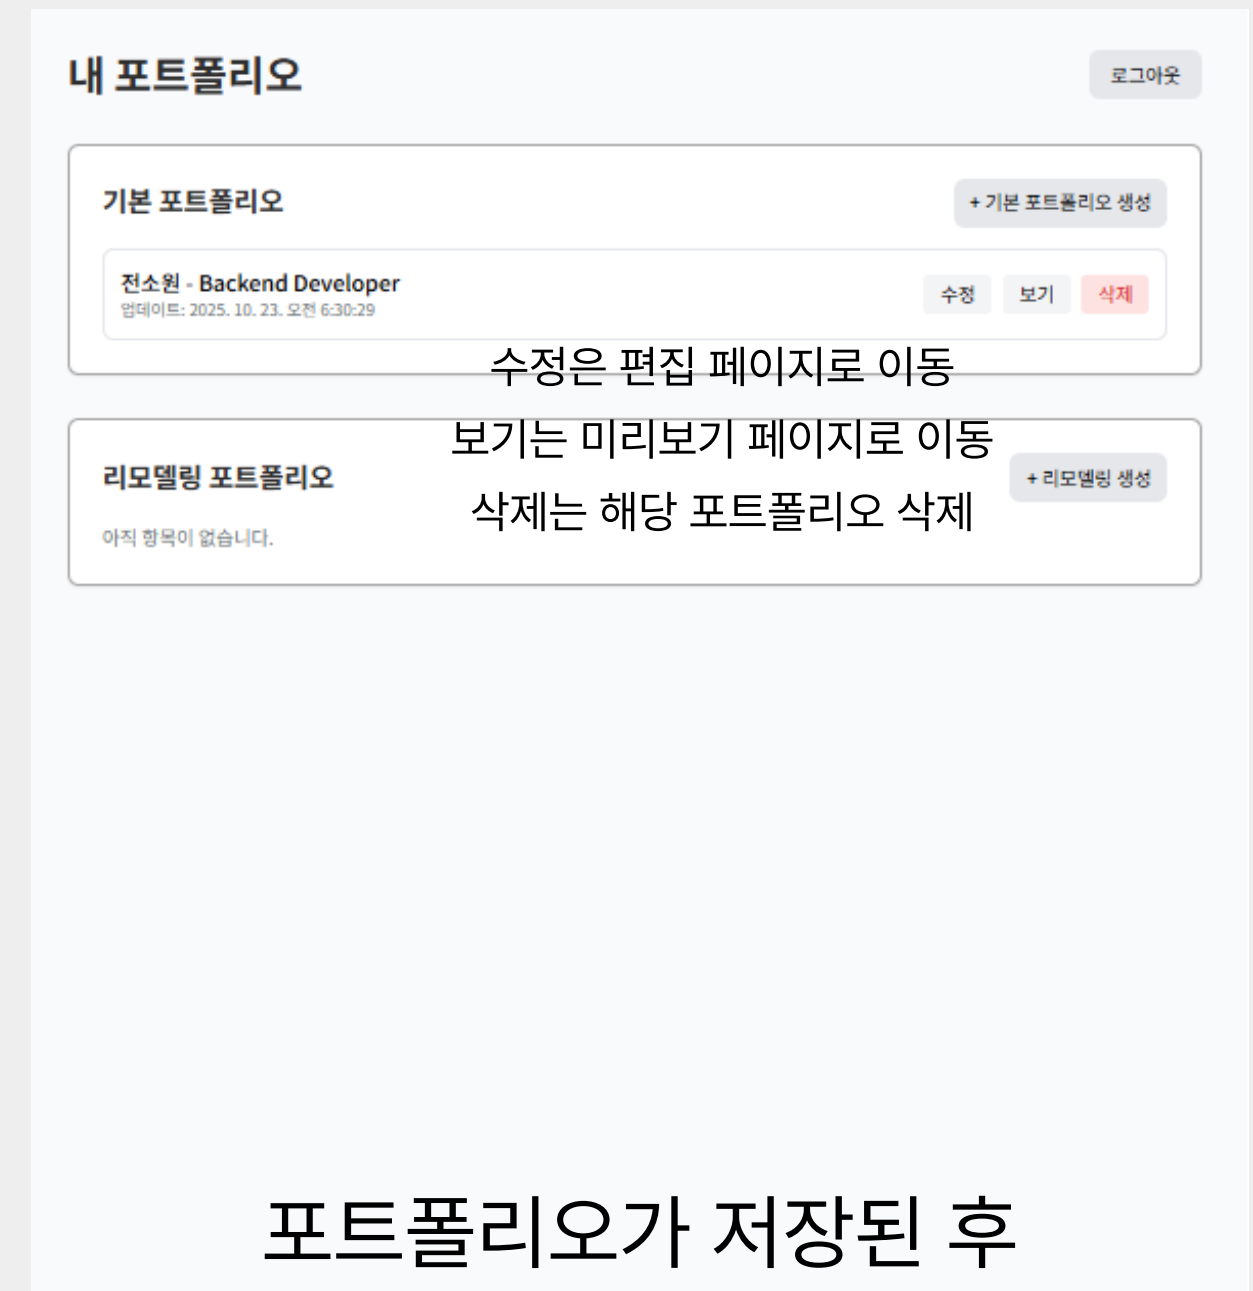 내 포트폴리오
로그아웃
기본 포트폴리오
+ 기본 포트폴리오 생성
전소원 - Backend Developer
업데이트: 2025. 10. 23. 오전 6:30:29
수정
보기
삭제
수정은 편집 페이지로 이동
보기는 미리보기 페이지로 이동
삭제는 해당 포트폴리오 삭제
리모델링 포트폴리오
+ 리모델링 생성
아직 항목이 없습니다.
포트폴리오가 저장된 후